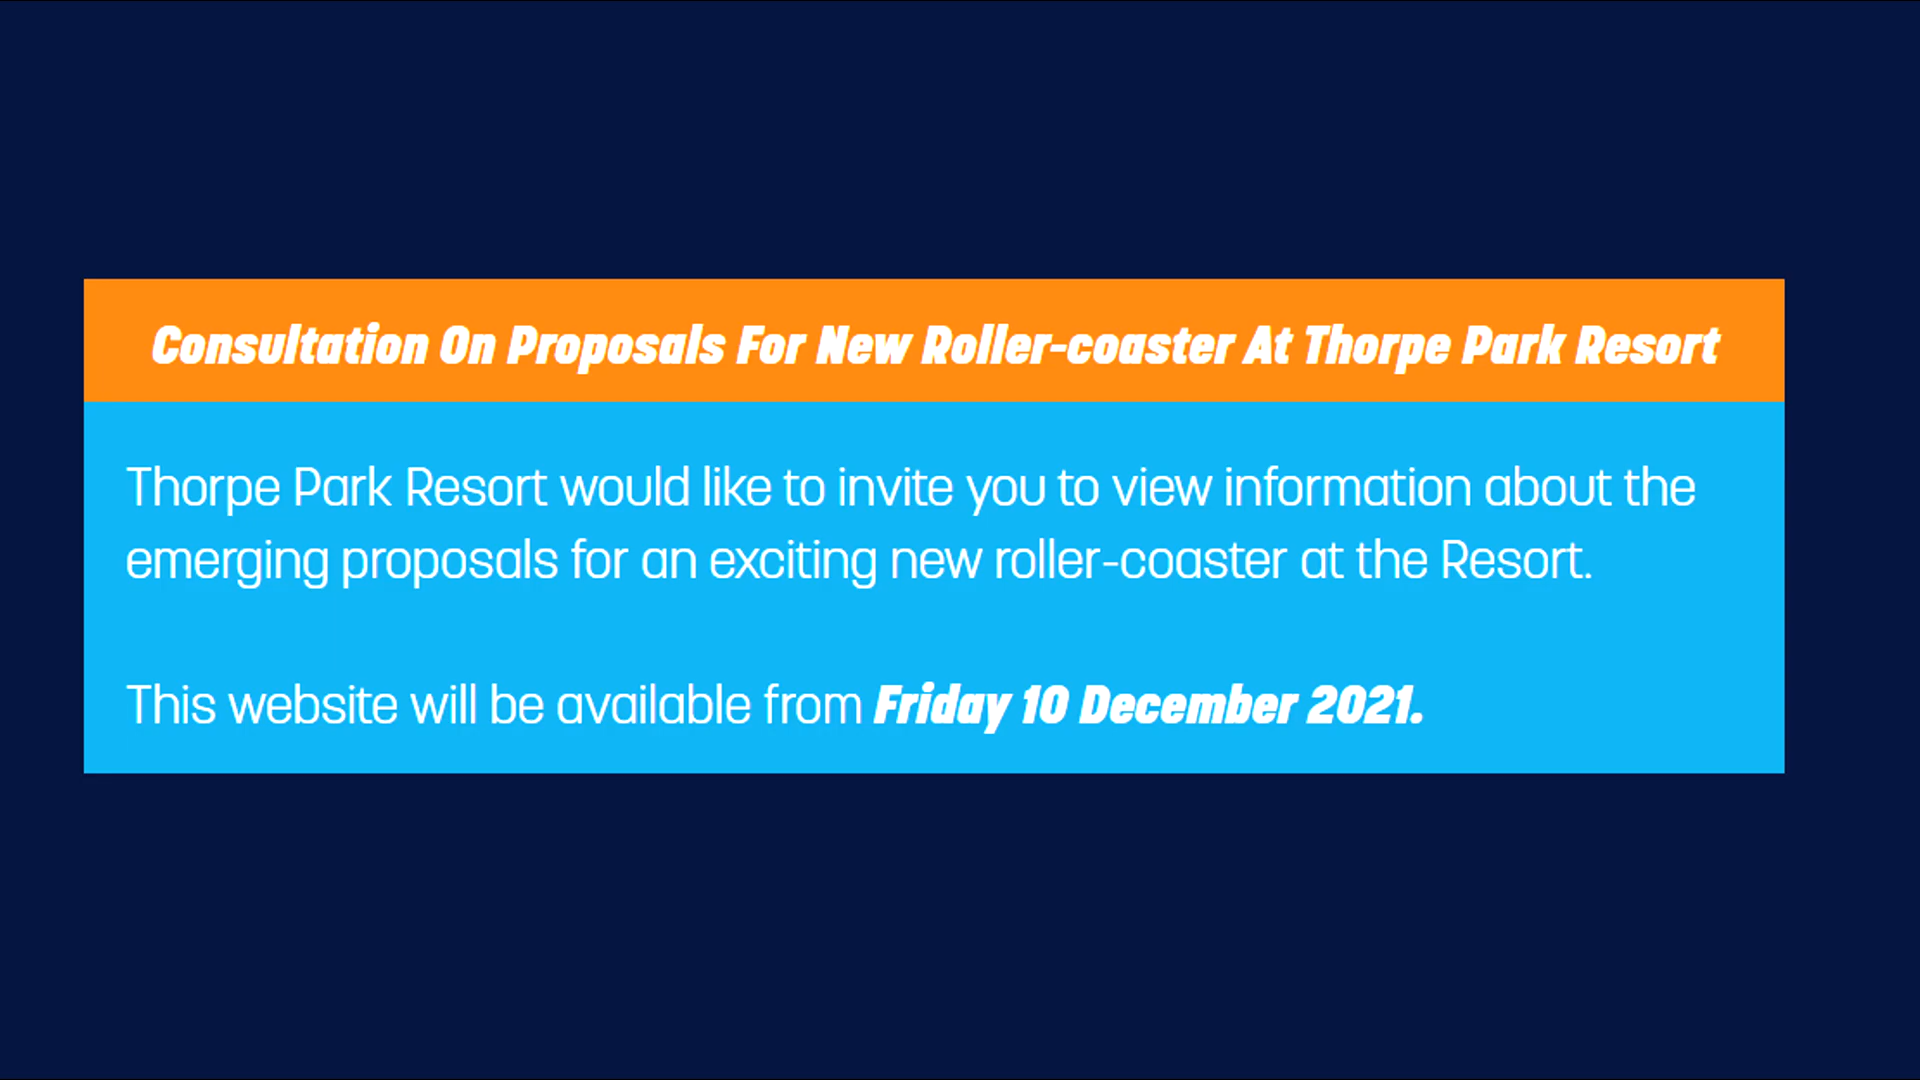 Consultation On Proposals For New Roller-coaster At Thorpe Park Resort
Thorpe Park Resort would like to invite you to view information about the
emerging proposals for an exciting new roller-coaster at the Resort.
This website will be available from Friday 10 December 2021.